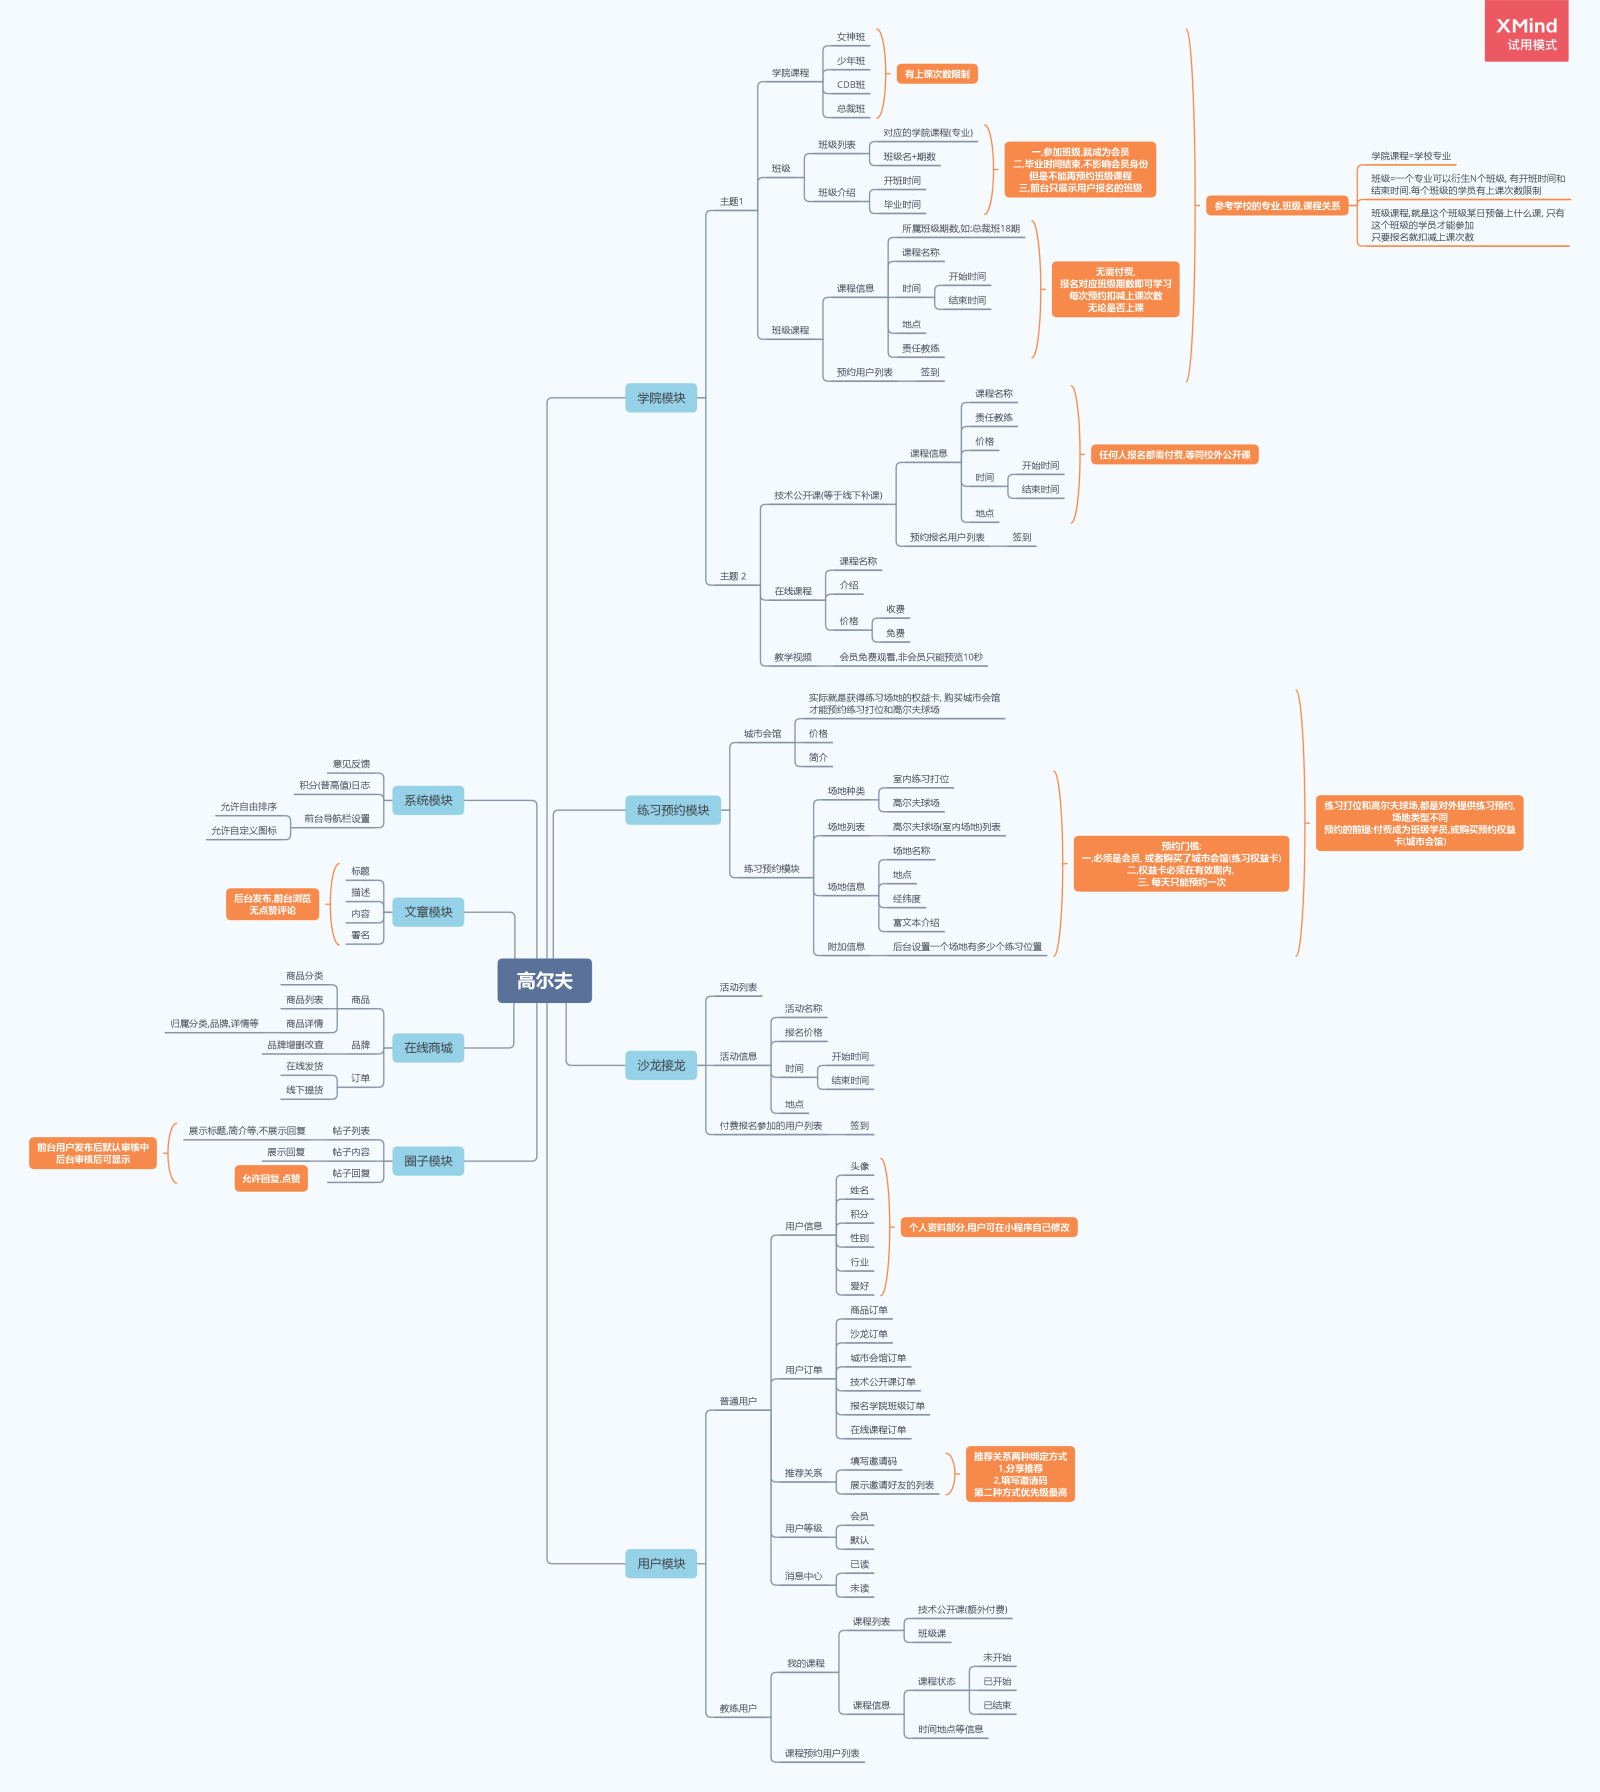 XMind
试用模式
高尔夫
学院模块
主题1
学院课程
女神班
少年班
CDB班
总裁班
有上课次数限制
班级
班级列表
对应的学院课程(专业)
班级名+期数
班级介绍
开班时间
毕业时间
一,参加班级,就成为会员
二,毕业时间结束,不影响会员身份
但是不能再预约班级课程
三,前台只展示用户报名的班级
班级课程
课程信息
所属班级期数,如:总裁班18期
课程名称
时间
开始时间
结束时间
地点
责任教练
预约用户列表
签到
无需付费,
报名对应班级期数即可学习
每次预约扣减上课次数
无论是否上课
参考学校的专业,班级,课程关系
学院课程=学校专业
班级=一个专业可以衍生N个班级, 有开班时间和
结束时间.每个班级的学员有上课次数限制
班级课程,就是这个班级某日预备上什么课, 只有
这个班级的学员才能参加
只要报名就扣减上课次数
主题 2
技术公开课(等于线下补课)
课程信息
课程名称
责任教练
价格
时间
开始时间
结束时间
地点
预约报名用户列表
签到
任何人报名都需付费,等同校外公开课
在线课程
课程名称
介绍
价格
收费
免费
教学视频
会员免费观看,非会员只能预览10秒
练习预约模块
城市会馆
实际就是获得练习场地的权益卡, 购买城市会馆
才能预约练习打位和高尔夫球场
价格
简介
练习预约模块
场地种类
室内练习打位
高尔夫球场
场地列表
高尔夫球场(室内场地)列表
场地信息
场地名称
地点
经纬度
富文本介绍
附加信息
后台设置一个场地有多少个练习位置
预约门槛:
一,必须是会员, 或者购买了城市会馆(练习权益卡)
二,权益卡必须在有效期内,
三, 每天只能预约一次
练习打位和高尔夫球场,都是对外提供练习预约,
场地类型不同
预约的前提:付费成为班级学员,或购买预约权益
卡(城市会馆)
沙龙接龙
活动列表
活动信息
活动名称
报名价格
时间
开始时间
结束时间
地点
付费报名参加的用户列表
签到
用户模块
普通用户
用户信息
头像
姓名
积分
性别
行业
爱好
个人资料部分,用户可在小程序自己修改
用户订单
商品订单
沙龙订单
城市会馆订单
技术公开课订单
报名学院班级订单
在线课程订单
推荐关系
填写邀请码
展示邀请好友的列表
推荐关系两种绑定方式
1,分享推荐
2,填写邀请码
第二种方式优先级最高
用户等级
会员
默认
消息中心
已读
未读
教练用户
我的课程
课程列表
技术公开课(额外付费)
班级课
课程信息
课程状态
未开始
已开始
已结束
时间地点等信息
课程预约用户列表
系统模块
意见反馈
积分(普高值)日志
前台导航栏设置
允许自由排序
允许自定义图标
文章模块
标题
描述
内容
署名
后台发布,前台浏览
无点赞评论
在线商城
商品
商品分类
商品列表
商品详情
归属分类,品牌,详情等
品牌
品牌增删改查
订单
在线发货
线下提货
圈子模块
帖子列表
展示标题,简介等,不展示回复
帖子内容
展示回复
帖子回复
允许回复,点赞
前台用户发布后默认审核中
后台审核后可显示